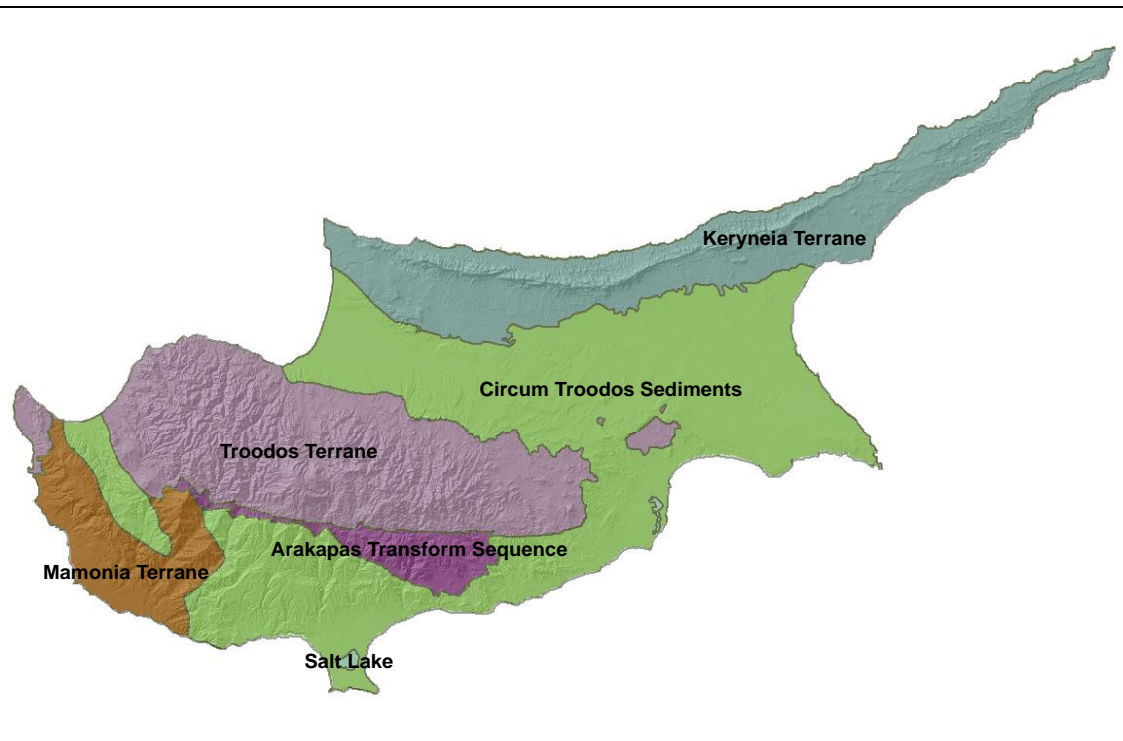 Keryneia Terrane
Circum Troodos Sediments
Troodos Terrane
Arakapas Transform Sequence
Mamonia Terrane
Salt Lake